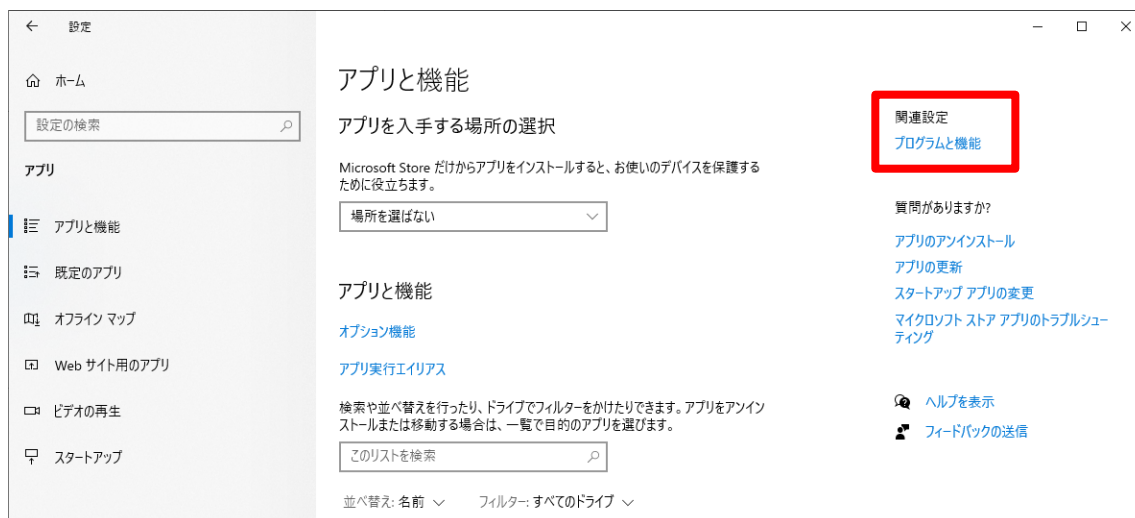 設定
ホーム
設定の検索
アプリ
アプリと機能
既定のアプリ
オフライン マップ
Web サイト用のアプリ
ビデオの再生
スタートアップ
アプリと機能
アプリを入手する場所の選択
Microsoft Store だけからアプリをインストールすると、お使いのデバイスを保護する
ために役立ちます。
場所を選ばない
アプリと機能
オプション機能
アプリ実行エイリアス
検索や並べ替えを行ったり、ドライブでフィルターをかけたりできます。アプリをアンイン
ストールまたは移動する場合は、一覧で目的のアプリを選びます。
このリストを検索
並べ替え: 名前 フィルター: すべてのドライブ
関連設定
プログラムと機能
質問がありますか?
アプリのアンインストール
アプリの更新
スタートアップ アプリの変更
マイクロソフト ストア アプリのトラブルシュー
ティング
ヘルプを表示
フィードバックの送信